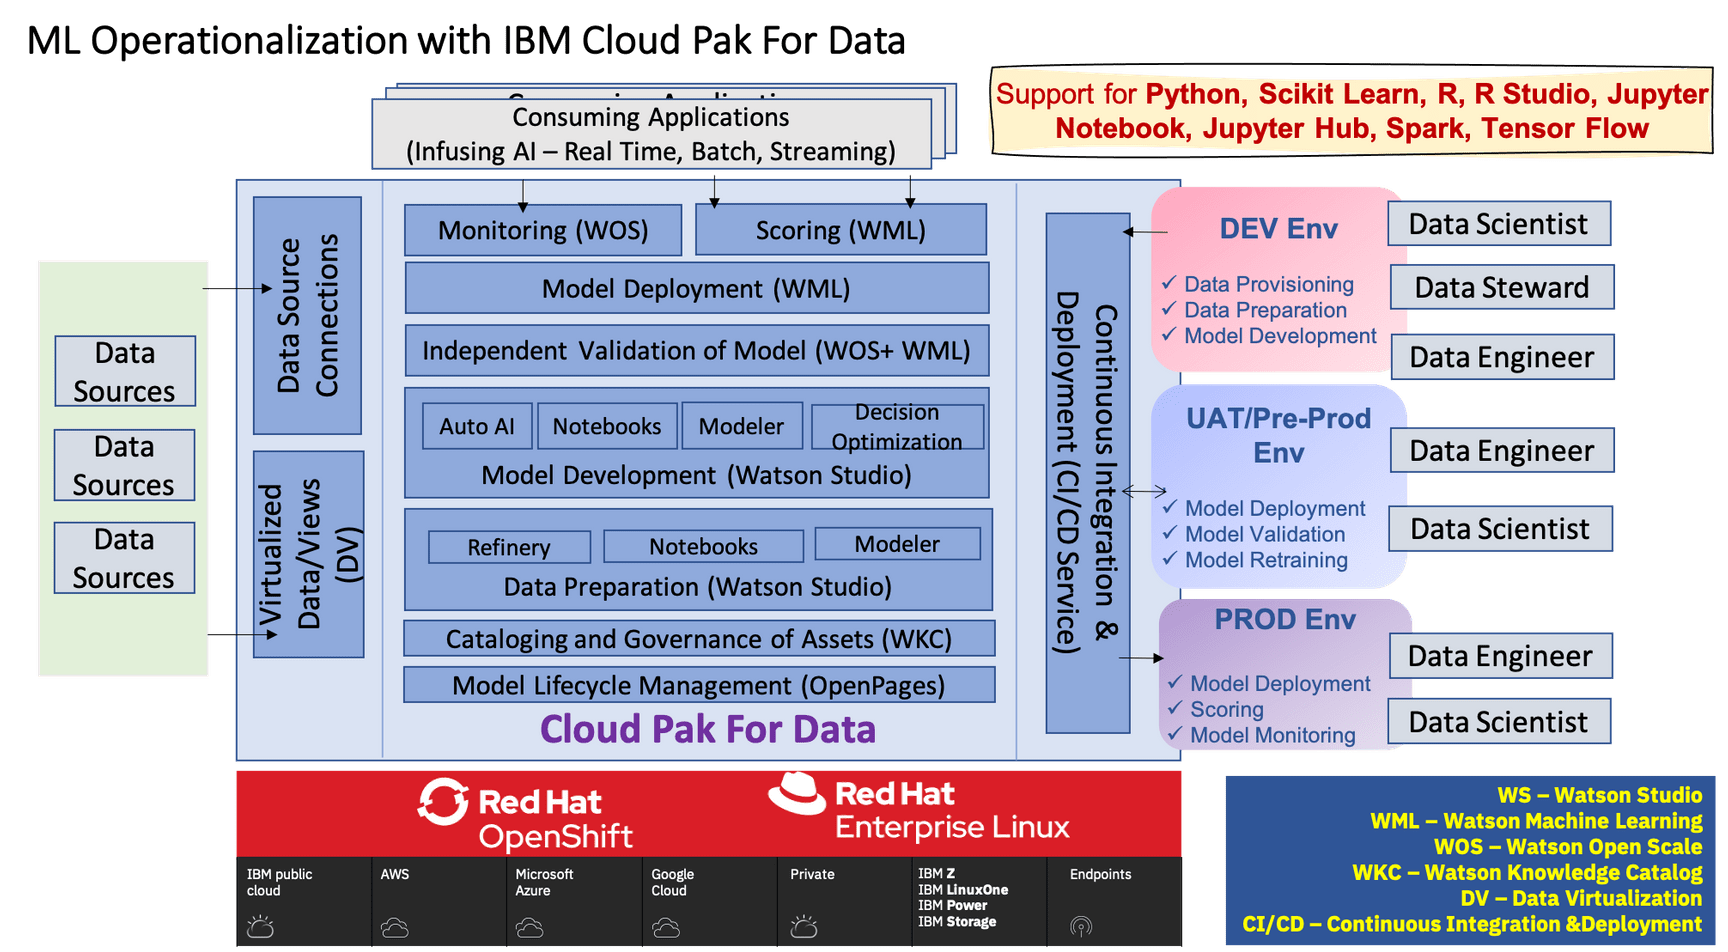 ML Operationalization with IBM Cloud Pak For Data
Support for Python, Scikit Learn, R, R Studio, Jupyter
Notebook, Jupyter Hub, Spark, Tensor Flow
Consuming Applications
(Infusing AI – Real Time, Batch, Streaming)
Data
Sources
Data
Sources
Data
Sources
Data Source
Connections
Virtualized
Data/Views
(DV)
Monitoring (WOS)
Scoring (WML)
Model Deployment (WML)
Independent Validation of Model (WOS+ WML)
Auto AI
Notebooks
Modeler
Decision
Optimization
Model Development (Watson Studio)
Refinery
Notebooks
Modeler
Data Preparation (Watson Studio)
Cataloging and Governance of Assets (WKC)
Model Lifecycle Management (OpenPages)
Cloud Pak For Data
Continuous Integration &
Deployment (CI/CD Service)
DEV Env
✓ Data Provisioning
✓ Data Preparation
✓ Model Development
Data Scientist
Data Steward
Data Engineer
UAT/Pre-Prod
Env
✓ Model Deployment
✓ Model Validation
✓ Model Retraining
Data Engineer
Data Scientist
PROD Env
✓ Model Deployment
✓ Scoring
✓ Model Monitoring
Data Engineer
Data Scientist
Red Hat
OpenShift
Red Hat
Enterprise Linux
IBM public
cloud
AWS
Microsoft
Azure
Google
Cloud
Private
IBM Z
IBM LinuxOne
IBM Power
IBM Storage
Endpoints
WS – Watson Studio
WML – Watson Machine Learning
WOS – Watson Open Scale
WKC – Watson Knowledge Catalog
DV – Data Virtualization
CI/CD – Continuous Integration &Deployment